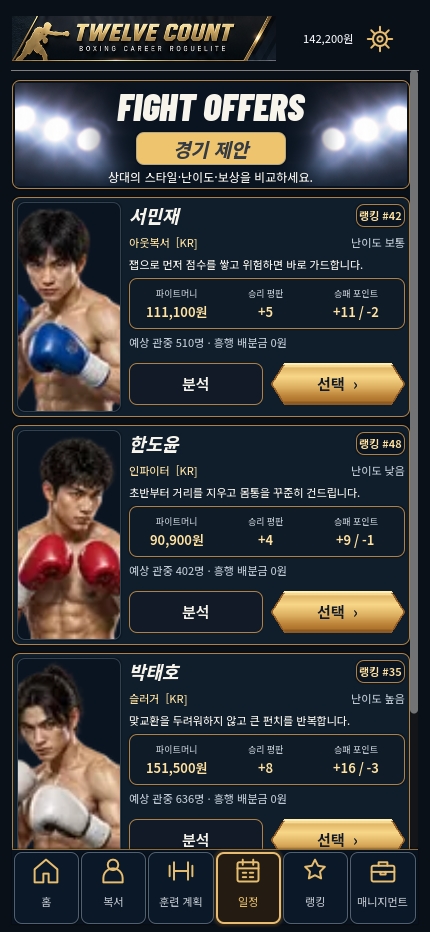 TWELVE COUNT
BOXING CAREER ROGUELITE
142,200원
FIGHT OFFERS
경기 제안
상대의 스타일·난이도·보상을 비교하세요.
서민재
랭킹 #42
아웃복서 [KR]
난이도 보통
잽으로 먼저 점수를 쌓고 위험하면 바로 가드합니다.
파이트머니 승리 평판 승패 포인트
111,100원 +5 +11 / -2
예상 관중 510명 · 흥행 배분금 0원
분석 선택 ›
한도윤
랭킹 #48
인파이터 [KR]
난이도 낮음
초반부터 거리를 지우고 몸통을 꾸준히 건드립니다.
파이트머니 승리 평판 승패 포인트
90,900원 +4 +9 / -1
예상 관중 402명 · 흥행 배분금 0원
분석 선택 ›
박태호
랭킹 #35
슬러거 [KR]
난이도 높음
맞교환을 두려워하지 않고 큰 펀치를 반복합니다.
파이트머니 승리 평판 승패 포인트
151,500원 +8 +16 / -3
예상 관중 636명 · 흥행 배분금 0원
분석 선택 ›
홈 복서 훈련 계획 일정 랭킹 매니지먼트